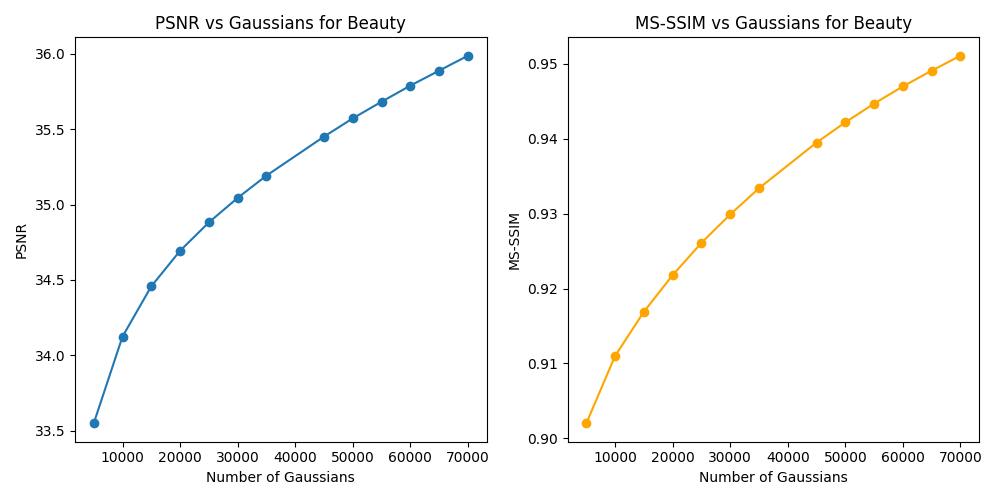 PSNR vs Gaussians for Beauty
36.0
35.5
35.0
34.5
34.0
33.5
PSNR
10000 20000 30000 40000 50000 60000 70000
Number of Gaussians
MS-SSIM vs Gaussians for Beauty
0.95
0.94
0.93
0.92
0.91
0.90
MS-SSIM
10000 20000 30000 40000 50000 60000 70000
Number of Gaussians